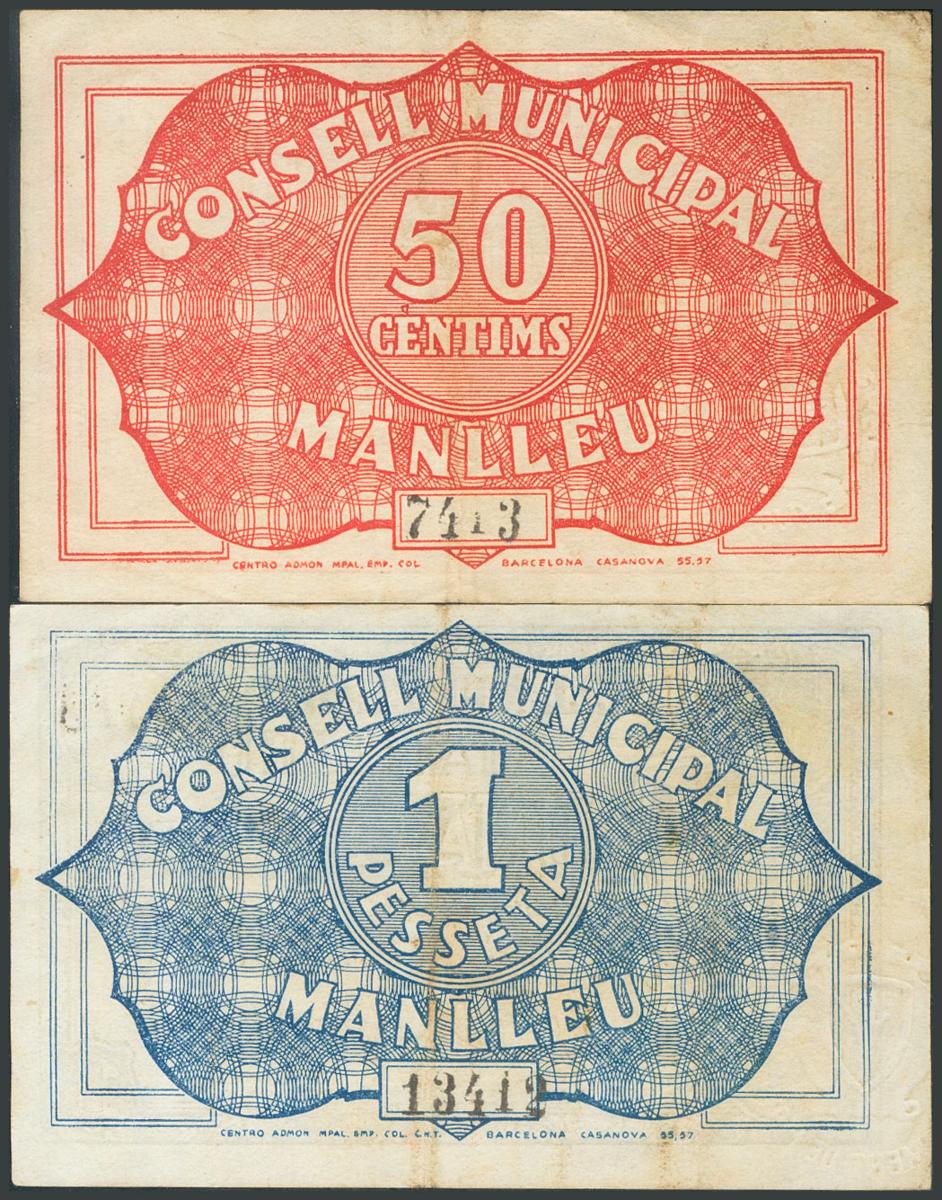 CONSELL MUNICIPAL
50
CÈNTIMS
MANLLEU
7413
CENTRO ADMON MPAL. EMP. COL BARCELONA CASANOVA 55,57
CONSELL MUNICIPAL
1
PESSETA
MANLLEU
13412
CENTRO ADMON MPAL. EMP. COL. C.N.T. BARCELONA CASANOVA 55,57